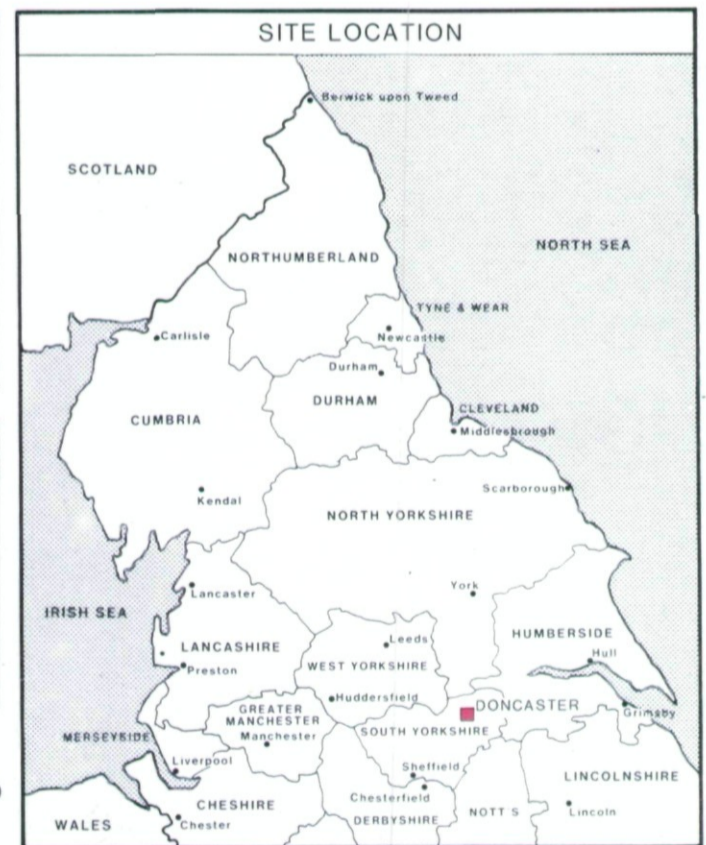 SITE LOCATION
Berwick upon Tweed
SCOTLAND
NORTH SEA
NORTHUMBERLAND
TYNE & WEAR
Carlisle
Newcastle
Durham
DURHAM
CLEVELAND
CUMBRIA
Middlesbrough
Kendal
Scarborough
NORTH YORKSHIRE
Lancaster
York
IRISH SEA
HUMBERSIDE
LANCASHIRE
Leeds
Hull
WEST YORKSHIRE
Preston
Huddersfield
GREATER
MANCHESTER
DONCASTER
Grimsby
MERSEYSIDE
Manchester
SOUTH YORKSHIRE
Liverpool
Sheffield
LINCOLNSHIRE
CHESHIRE
Chesterfield
NOTT S
Lincoln
WALES
Chester
DERBYSHIRE